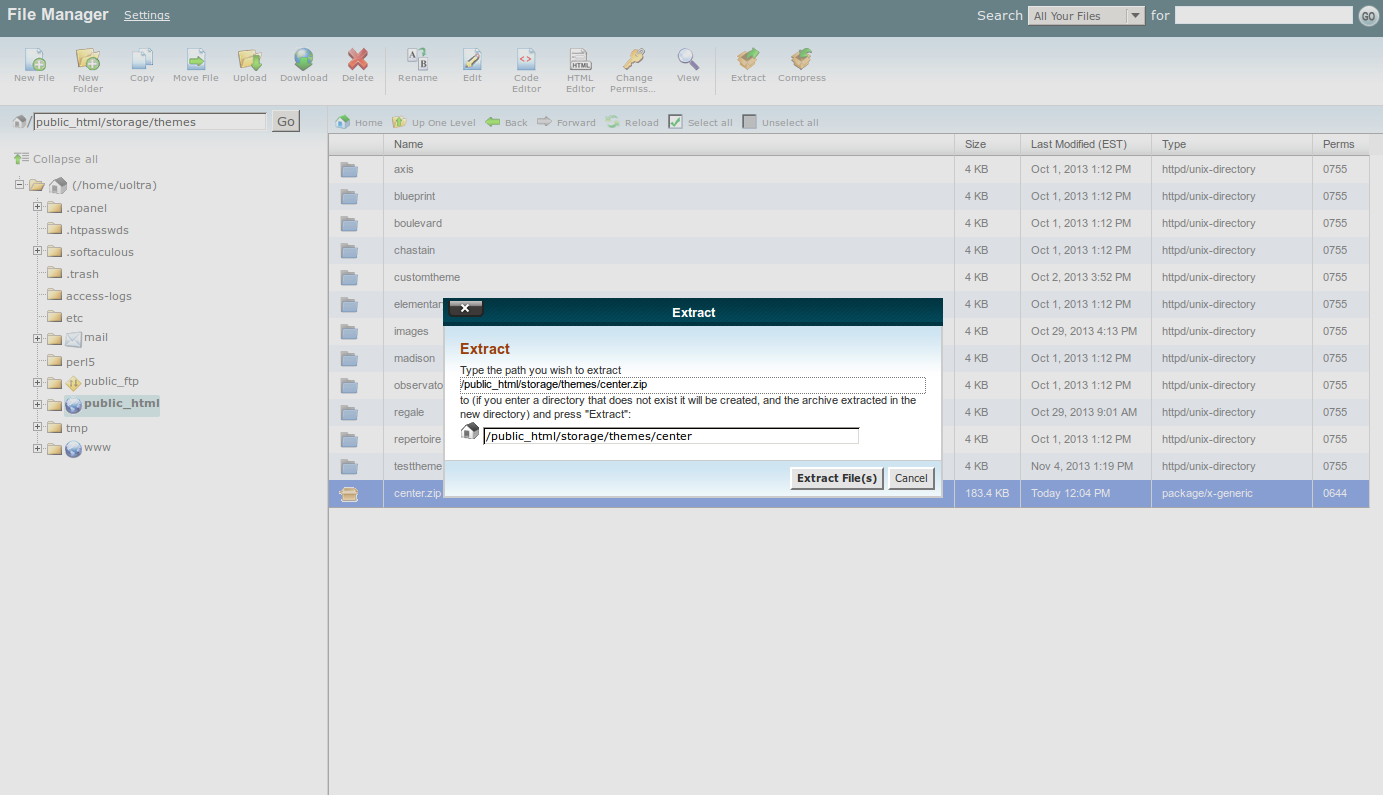 File Manager Settings Search All Your Files for GO
New File New Folder Copy Move File Upload Download Delete Rename Edit Code Editor HTML Editor Change Permiss... View Extract Compress
/public_html/storage/themes Go
Home Up One Level Back Forward Reload Select all Unselect all
Collapse all
(/home/uoltra)
.cpanel
.htpasswds
.softaculous
.trash
access-logs
etc
mail
perl5
public_ftp
public_html
tmp
www
Name Size Last Modified (EST) Type Perms
axis 4 KB Oct 1, 2013 1:12 PM httpd/unix-directory 0755
blueprint 4 KB Oct 1, 2013 1:12 PM httpd/unix-directory 0755
boulevard 4 KB Oct 1, 2013 1:12 PM httpd/unix-directory 0755
chastain 4 KB Oct 1, 2013 1:12 PM httpd/unix-directory 0755
customtheme 4 KB Oct 2, 2013 3:52 PM httpd/unix-directory 0755
elementar 4 KB Oct 1, 2013 1:12 PM httpd/unix-directory 0755
images 4 KB Oct 29, 2013 4:13 PM httpd/unix-directory 0755
madison 4 KB Oct 1, 2013 1:12 PM httpd/unix-directory 0755
observato 4 KB Oct 1, 2013 1:12 PM httpd/unix-directory 0755
regale 4 KB Oct 29, 2013 9:01 AM httpd/unix-directory 0755
repertoire 4 KB Oct 1, 2013 1:12 PM httpd/unix-directory 0755
testtheme 4 KB Nov 4, 2013 1:19 PM httpd/unix-directory 0755
center.zip 183.4 KB Today 12:04 PM package/x-generic 0644
Extract
Extract
Type the path you wish to extract
/public_html/storage/themes/center.zip
to (if you enter a directory that does not exist it will be created, and the archive extracted in the
new directory) and press "Extract":
/public_html/storage/themes/center
Extract File(s) Cancel